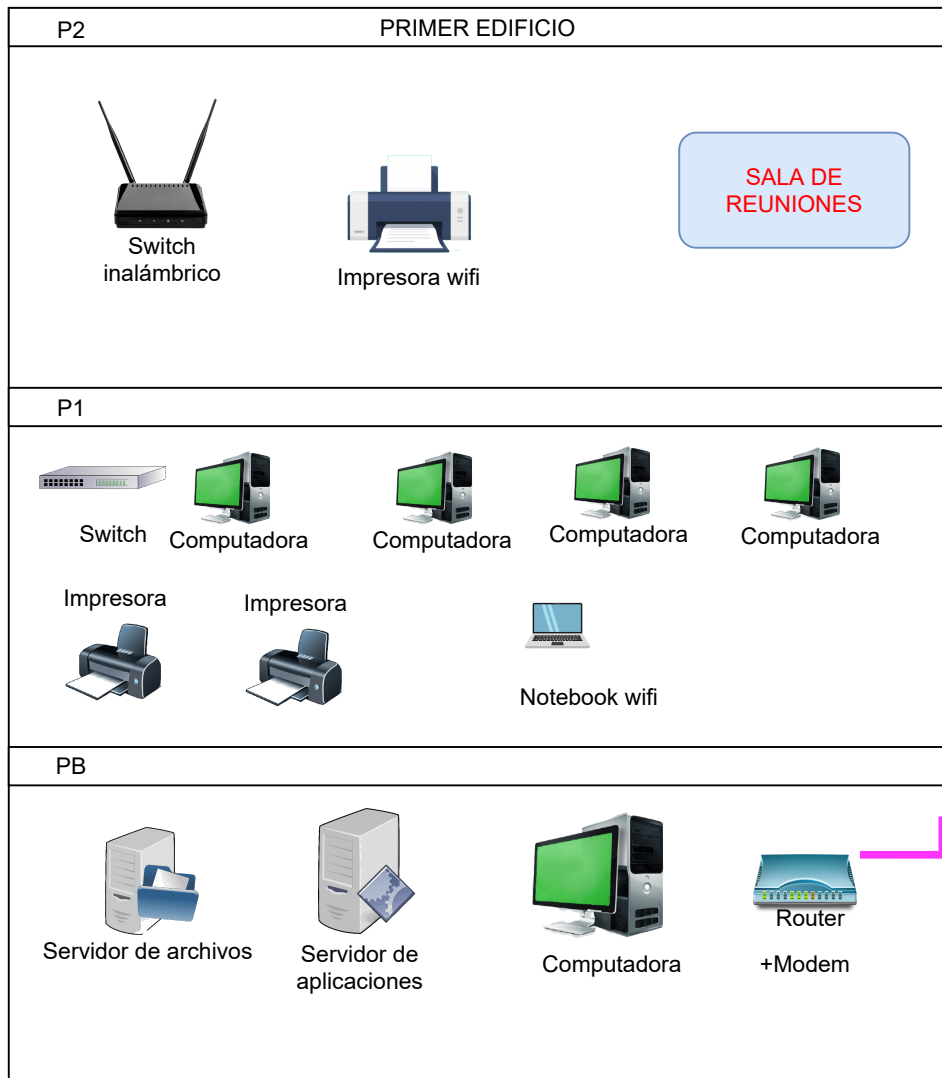 P2
PRIMER EDIFICIO
Switch
inalámbrico
Impresora wifi
SALA DE
REUNIONES
P1
Switch
Computadora
Computadora
Computadora
Computadora
Impresora
Impresora
Notebook wifi
PB
Servidor de archivos
Servidor de
aplicaciones
Computadora
Router
+Modem